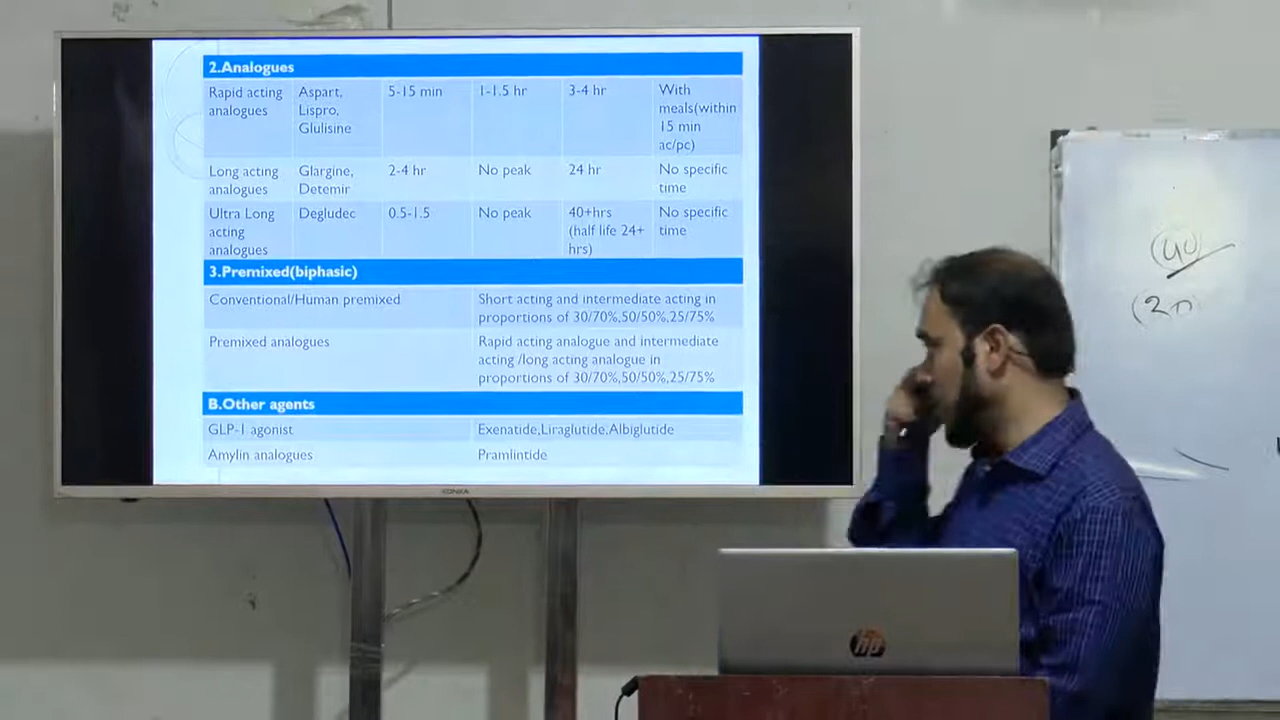 2.Analogues
Rapid acting analogues Aspart, Lispro, Glulisine 5-15 min 1-1.5 hr 3-4 hr With meals(within 15 min ac/pc)
Long acting analogues Glargine, Detemir 2-4 hr No peak 24 hr No specific time
Ultra Long acting analogues Degludec 0.5-1.5 No peak 40+hrs (half life 24+ hrs) No specific time
3.Premixed(biphasic)
Conventional/Human premixed Short acting and intermediate acting in proportions of 30/70%,50/50%,25/75%
Premixed analogues Rapid acting analogue and intermediate acting /long acting analogue in proportions of 30/70%,50/50%,25/75%
B.Other agents
GLP-1 agonist Exenatide,Liraglutide,Albiglutide
Amylin analogues Pramlintide
KONKA
hp